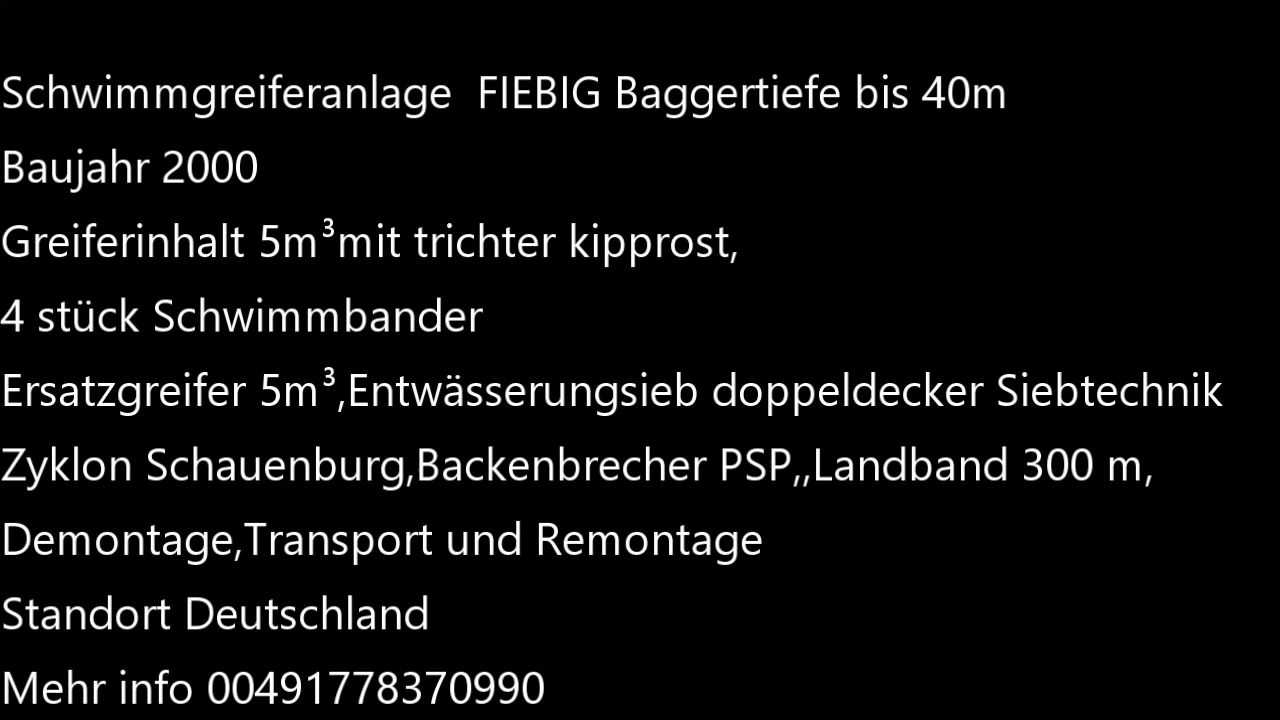 Schwimmgreiferanlage  FIEBIG Baggertiefe bis 40m
Baujahr 2000
Greiferinhalt 5m³mit trichter kipprost,
4 stück Schwimmbander
Ersatzgreifer 5m³,Entwässerungsieb doppeldecker Siebtechnik
Zyklon Schauenburg,Backenbrecher PSP,,Landband 300 m,
Demontage,Transport und Remontage
Standort Deutschland
Mehr info 00491778370990